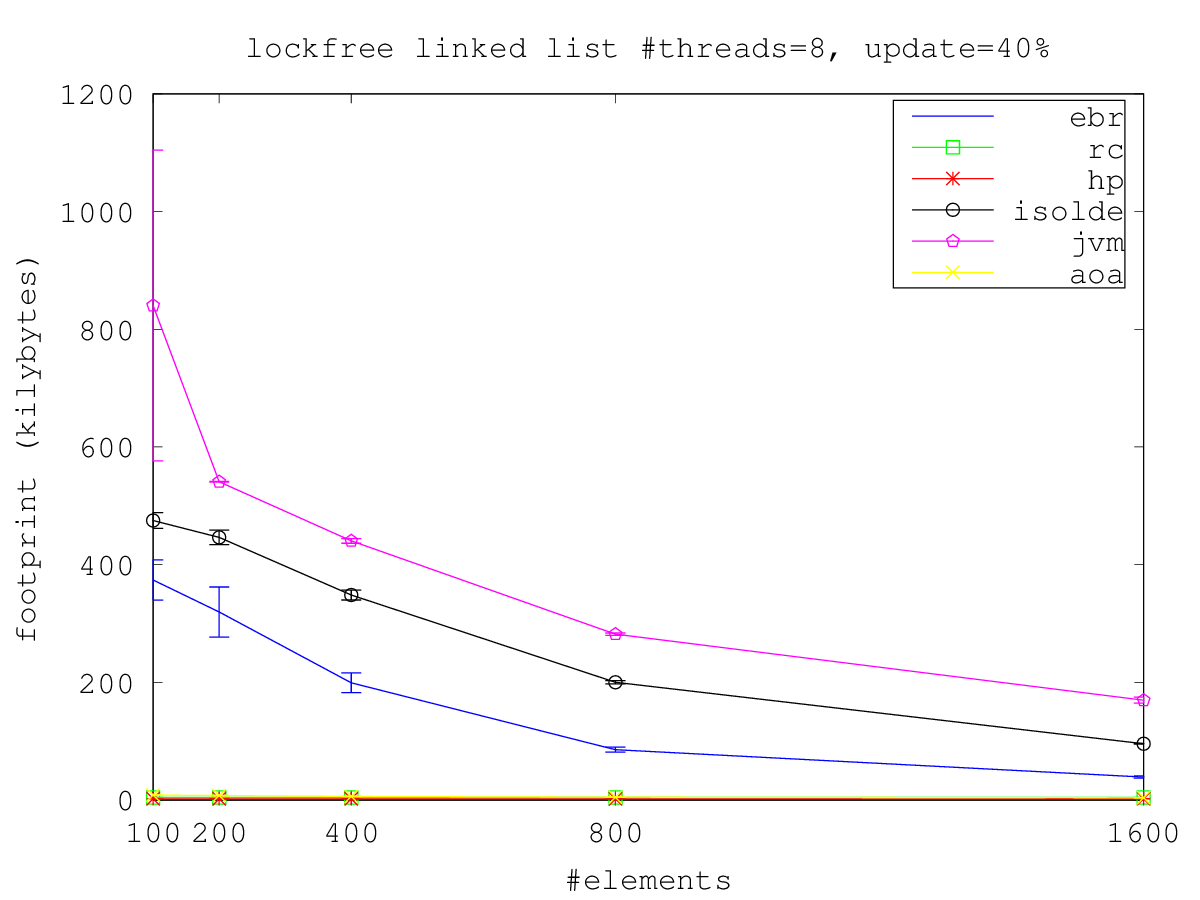 lockfree linked list #threads=8, update=40%
1200
1000
800
600
400
200
0
footprint (kilybytes)
ebr
rc
hp
isolde
jvm
aoa
100 200 400 800 1600
#elements